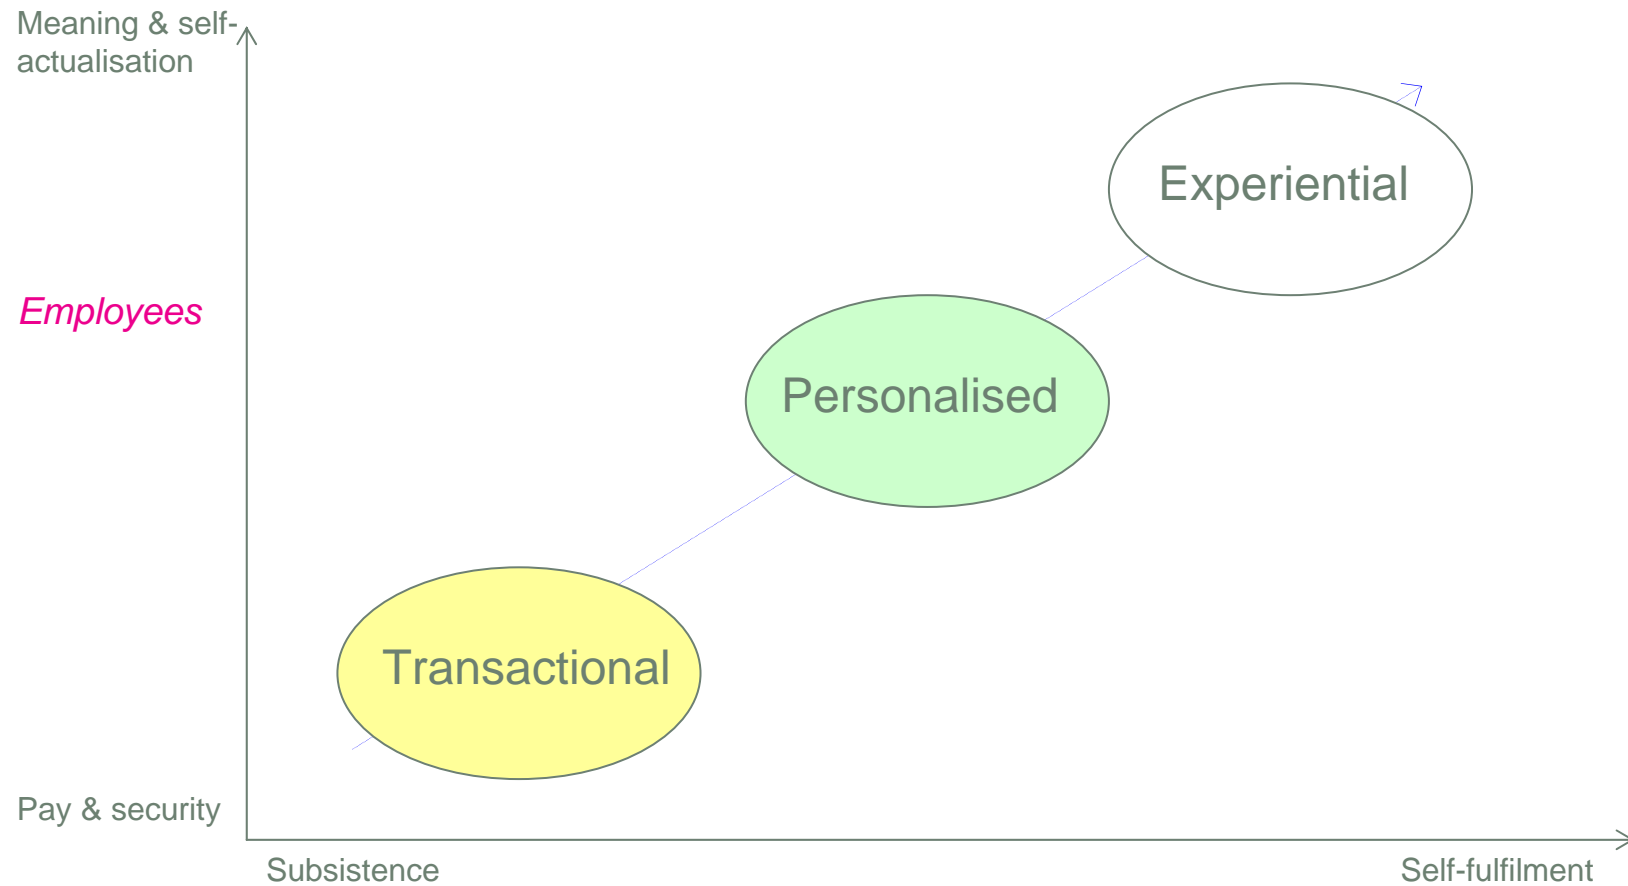 Meaning & self-
actualisation
Experiential
Employees
Personalised
Transactional
Pay & security
Subsistence
Self-fulfilment